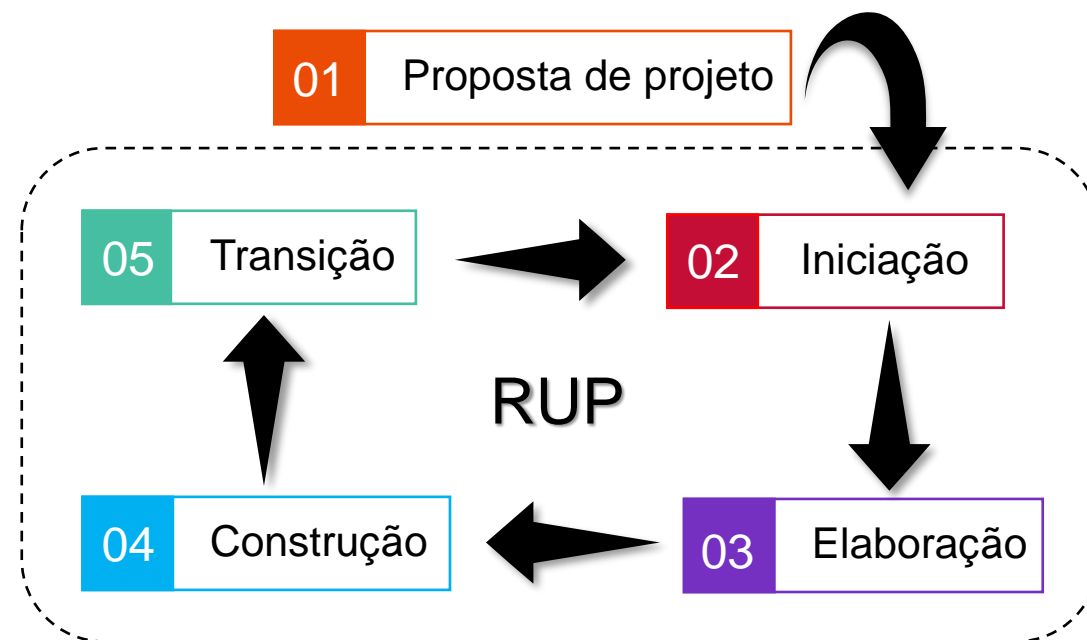 01 Proposta de projeto
05 Transição
02 Iniciação
RUP
04 Construção
03 Elaboração